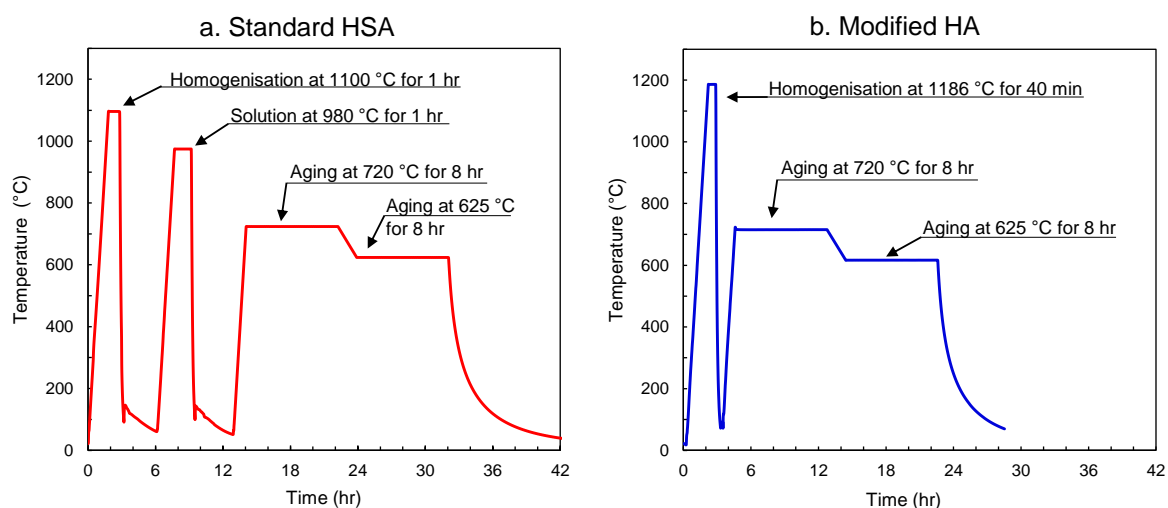 a. Standard HSA
1200
1000
800
600
400
200
0
Temperature (°C)
Homogenisation at 1100 °C for 1 hr
Solution at 980 °C for 1 hr
Aging at 720 °C for 8 hr
Aging at 625 °C
for 8 hr
0 6 12 18 24 30 36 42
Time (hr)
b. Modified HA
1200
1000
800
600
400
200
0
Temperature (°C)
Homogenisation at 1186 °C for 40 min
Aging at 720 °C for 8 hr
Aging at 625 °C for 8 hr
0 6 12 18 24 30 36 42
Time (hr)